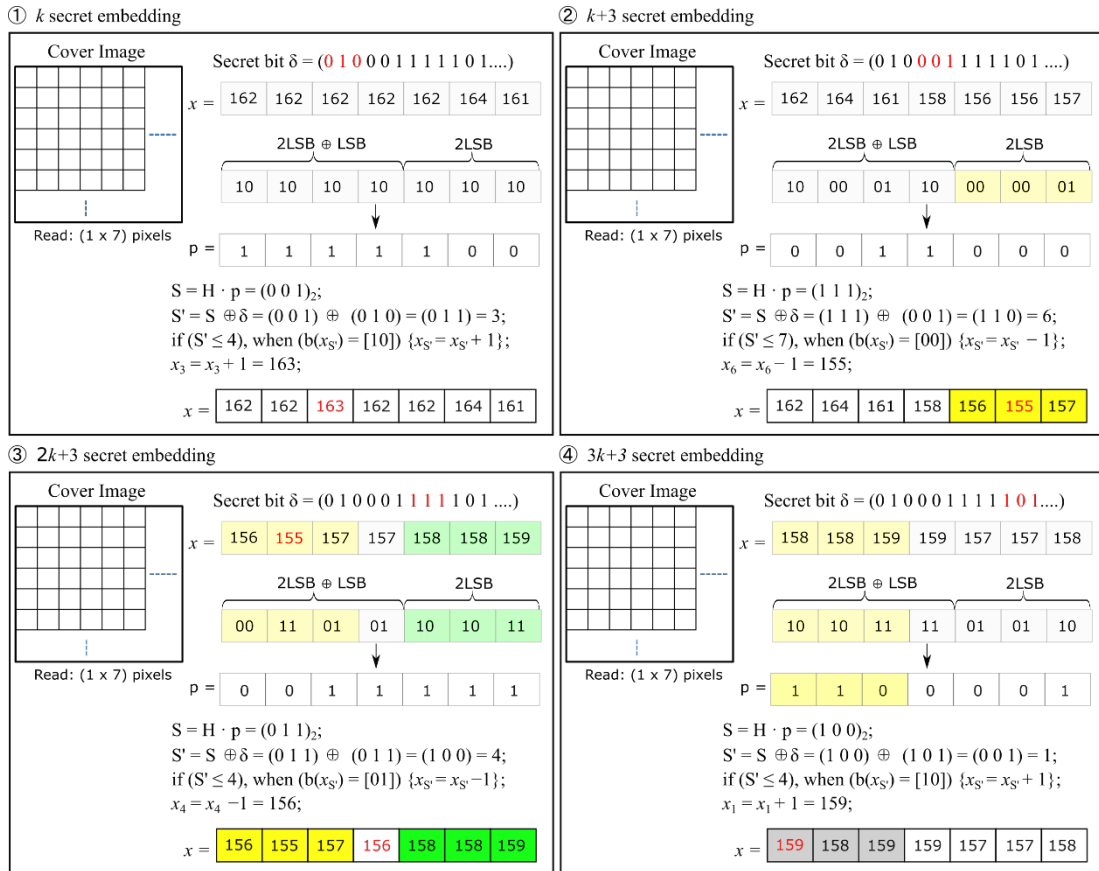 ① k secret embedding
Cover Image
Read: (1 x 7) pixels
Secret bit δ = (0 1 0 0 0 1 1 1 1 1 0 1....)
x = 162 162 162 162 162 164 161
2LSB ⊕ LSB 2LSB
10 10 10 10 10 10 10
p = 1 1 1 1 1 0 0
S = H · p = (0 0 1)₂;
S' = S ⊕δ = (0 0 1) ⊕ (0 1 0) = (0 1 1) = 3;
if (S' ≤ 4), when (b(xS') = [10]) {xS' = xS' + 1};
x₃ = x₃ + 1 = 163;
x = 162 162 163 162 162 164 161
② k+3 secret embedding
Cover Image
Read: (1 x 7) pixels
Secret bit δ = (0 1 0 0 0 1 1 1 1 1 0 1....)
x = 162 164 161 158 156 156 157
2LSB ⊕ LSB 2LSB
10 00 01 10 00 00 01
p = 0 0 1 1 0 0 0
S = H · p = (1 1 1)₂;
S' = S ⊕δ = (1 1 1) ⊕ (0 0 1) = (1 1 0) = 6;
if (S' ≤ 7), when (b(xS') = [00]) {xS' = xS' − 1};
x₆ = x₆ − 1 = 155;
x = 162 164 161 158 156 155 157
③ 2k+3 secret embedding
Cover Image
Read: (1 x 7) pixels
Secret bit δ = (0 1 0 0 0 1 1 1 1 1 0 1 ....)
x = 156 155 157 157 158 158 159
2LSB ⊕ LSB 2LSB
00 11 01 01 10 10 11
p = 0 0 1 1 1 1 1
S = H · p = (0 1 1)₂;
S' = S ⊕δ = (0 1 1) ⊕ (0 1 1) = (1 0 0) = 4;
if (S' ≤ 4), when (b(xS') = [01]) {xS' = xS' −1};
x₄ = x₄ −1 = 156;
x = 156 155 157 156 158 158 159
④ 3k+3 secret embedding
Cover Image
Read: (1 x 7) pixels
Secret bit δ = (0 1 0 0 0 1 1 1 1 1 0 1....)
x = 158 158 159 159 157 157 158
2LSB ⊕ LSB 2LSB
10 10 11 11 01 01 10
p = 1 1 0 0 0 0 1
S = H · p = (1 0 0)₂;
S' = S ⊕δ = (1 0 0) ⊕ (1 0 1) = (0 0 1) = 1;
if (S' ≤ 4), when (b(xS') = [10]) {xS' = xS' + 1};
x₁ = x₁ + 1 = 159;
x = 159 158 159 159 157 157 158